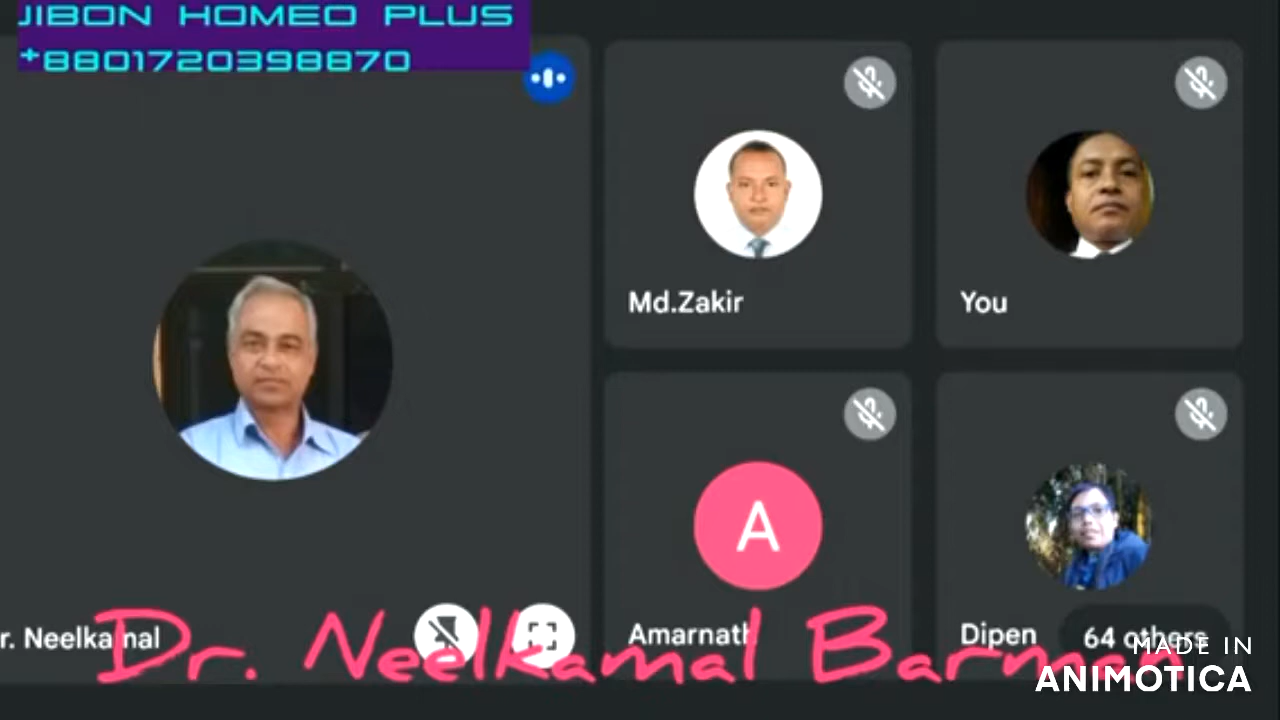 JIBON HOMEO PLUS
+8801720398870
Md.Zakir
You
A
r. Neelkamal
Amarnath
Dipen
64 others
Dr. Neelkamal Barman
MADE IN
ANIMOTICA